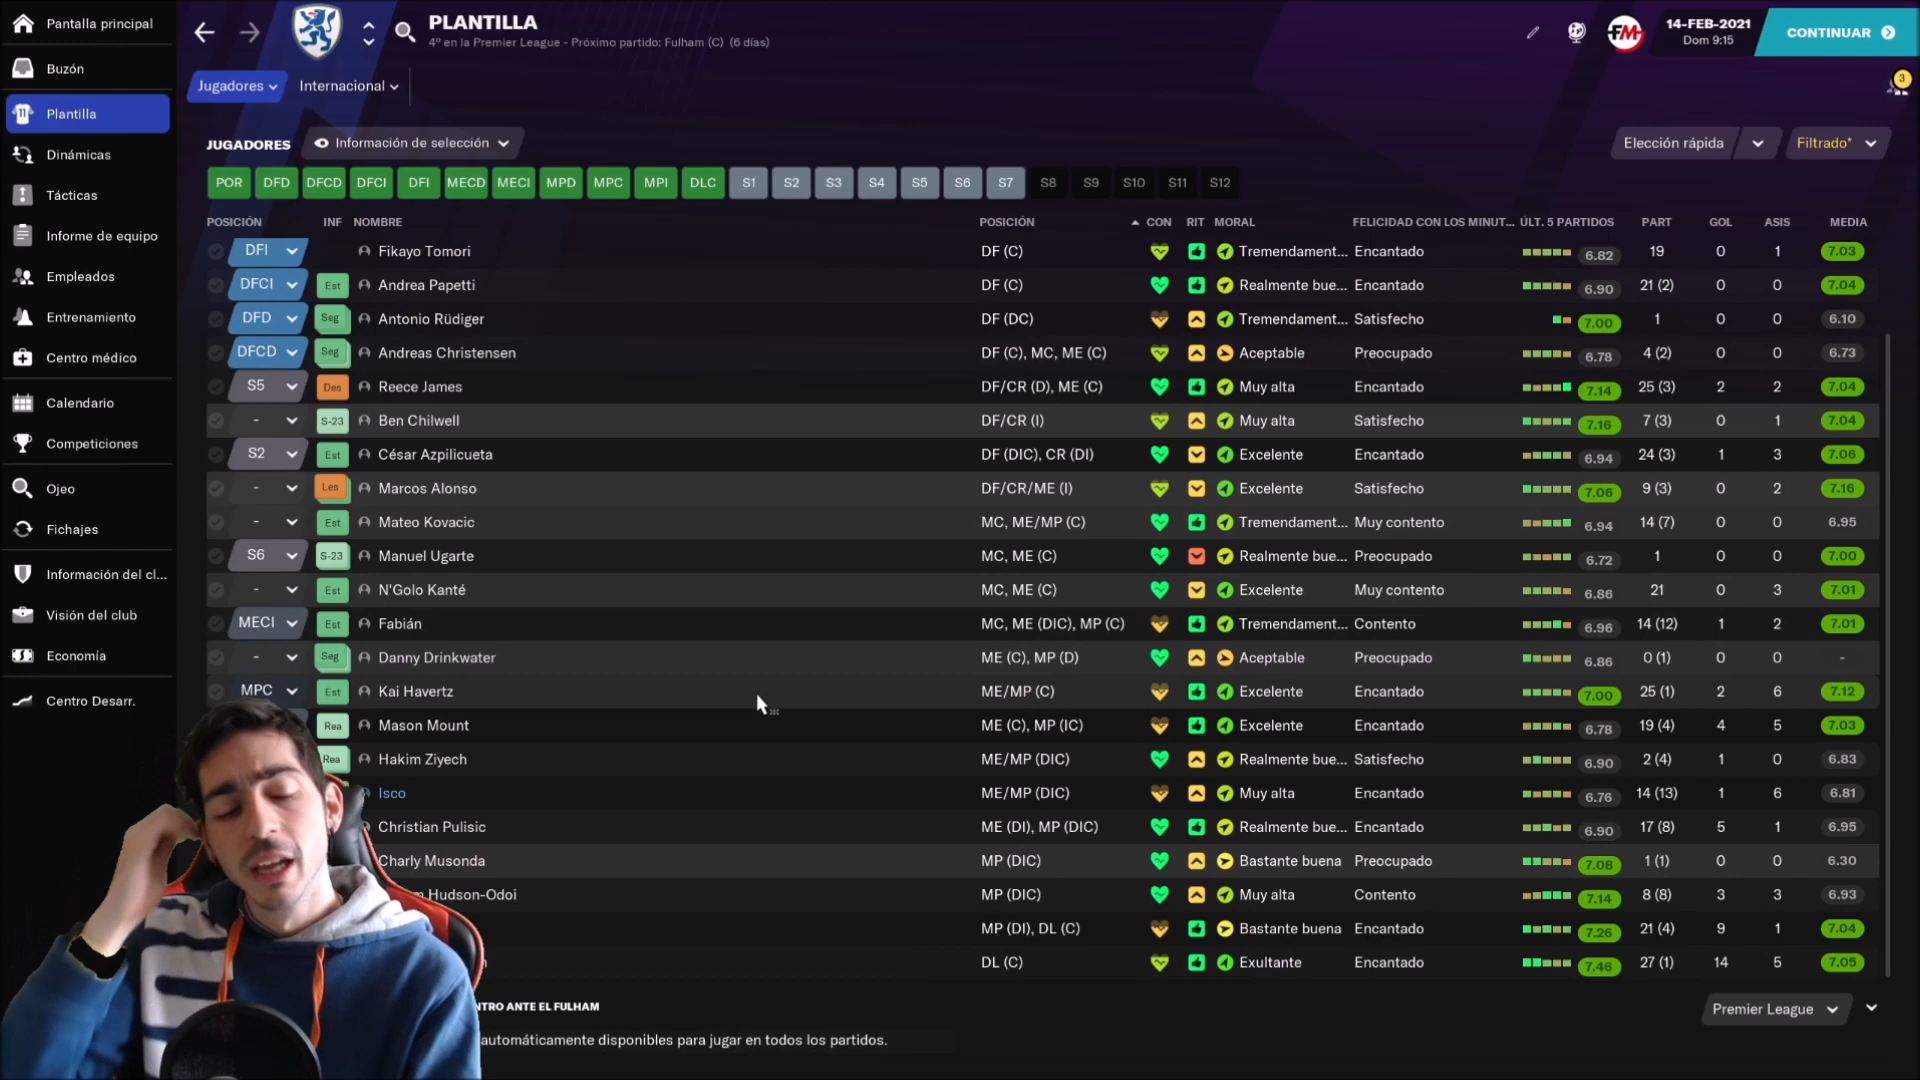 Pantalla principal
Buzón
Plantilla
Dinámicas
Tácticas
Informe de equipo
Empleados
Entrenamiento
Centro médico
Calendario
Competiciones
Ojeo
Fichajes
Información del cl...
Visión del club
Economía
Centro Desarr.
PLANTILLA
4º en la Premier League - Próximo partido: Fulham (C) (6 días)
FM
14-FEB-2021
Dom 9:15
CONTINUAR
Jugadores Internacional
3
JUGADORES Información de selección Elección rápida Filtrado*
POR DFD DFCD DFCI DFI MECD MECI MPD MPC MPI DLC S1 S2 S3 S4 S5 S6 S7 S8 S9 S10 S11 S12
POSICIÓN INF NOMBRE POSICIÓN CON RIT MORAL FELICIDAD CON LOS MINUT... ÚLT. 5 PARTIDOS PART GOL ASIS MEDIA
DFI Fikayo Tomori DF (C) Tremendament... Encantado 6.82 19 0 1 7.03
DFCI Est Andrea Papetti DF (C) Realmente bue... Encantado 6.90 21 (2) 0 0 7.04
DFD Seg Antonio Rüdiger DF (DC) Tremendament... Satisfecho 7.00 1 0 0 6.10
DFCD Seg Andreas Christensen DF (C), MC, ME (C) Aceptable Preocupado 6.78 4 (2) 0 0 6.73
S5 Des Reece James DF/CR (D), ME (C) Muy alta Encantado 7.14 25 (3) 2 2 7.04
- S-23 Ben Chilwell DF/CR (I) Muy alta Satisfecho 7.16 7 (3) 0 1 7.04
S2 Est César Azpilicueta DF (DIC), CR (DI) Excelente Encantado 6.94 24 (3) 1 3 7.06
- Les Marcos Alonso DF/CR/ME (I) Excelente Satisfecho 7.06 9 (3) 0 2 7.16
- Est Mateo Kovacic MC, ME/MP (C) Tremendament... Muy contento 6.94 14 (7) 0 0 6.95
S6 S-23 Manuel Ugarte MC, ME (C) Realmente bue... Preocupado 6.72 1 0 0 7.00
- Est N'Golo Kanté MC, ME (C) Excelente Muy contento 6.86 21 0 3 7.01
MECI Est Fabián MC, ME (DIC), MP (C) Tremendament... Contento 6.96 14 (12) 1 2 7.01
- Seg Danny Drinkwater ME (C), MP (D) Aceptable Preocupado 6.86 0 (1) 0 0 -
MPC Est Kai Havertz ME/MP (C) Excelente Encantado 7.00 25 (1) 2 6 7.12
Rea Mason Mount ME (C), MP (IC) Excelente Encantado 6.78 19 (4) 4 5 7.03
Rea Hakim Ziyech ME/MP (DIC) Realmente bue... Satisfecho 6.90 2 (4) 1 0 6.83
Isco ME/MP (DIC) Muy alta Encantado 6.76 14 (13) 1 6 6.81
Christian Pulisic ME (DI), MP (DIC) Realmente bue... Encantado 6.90 17 (8) 5 1 6.95
Charly Musonda MP (DIC) Bastante buena Preocupado 7.08 1 (1) 0 0 6.30
m Hudson-Odoi MP (DIC) Muy alta Contento 7.14 8 (8) 3 3 6.93
MP (DI), DL (C) Bastante buena Encantado 7.26 21 (4) 9 1 7.04
DL (C) Exultante Encantado 7.46 27 (1) 14 5 7.05
NTRO ANTE EL FULHAM
Premier League
automáticamente disponibles para jugar en todos los partidos.